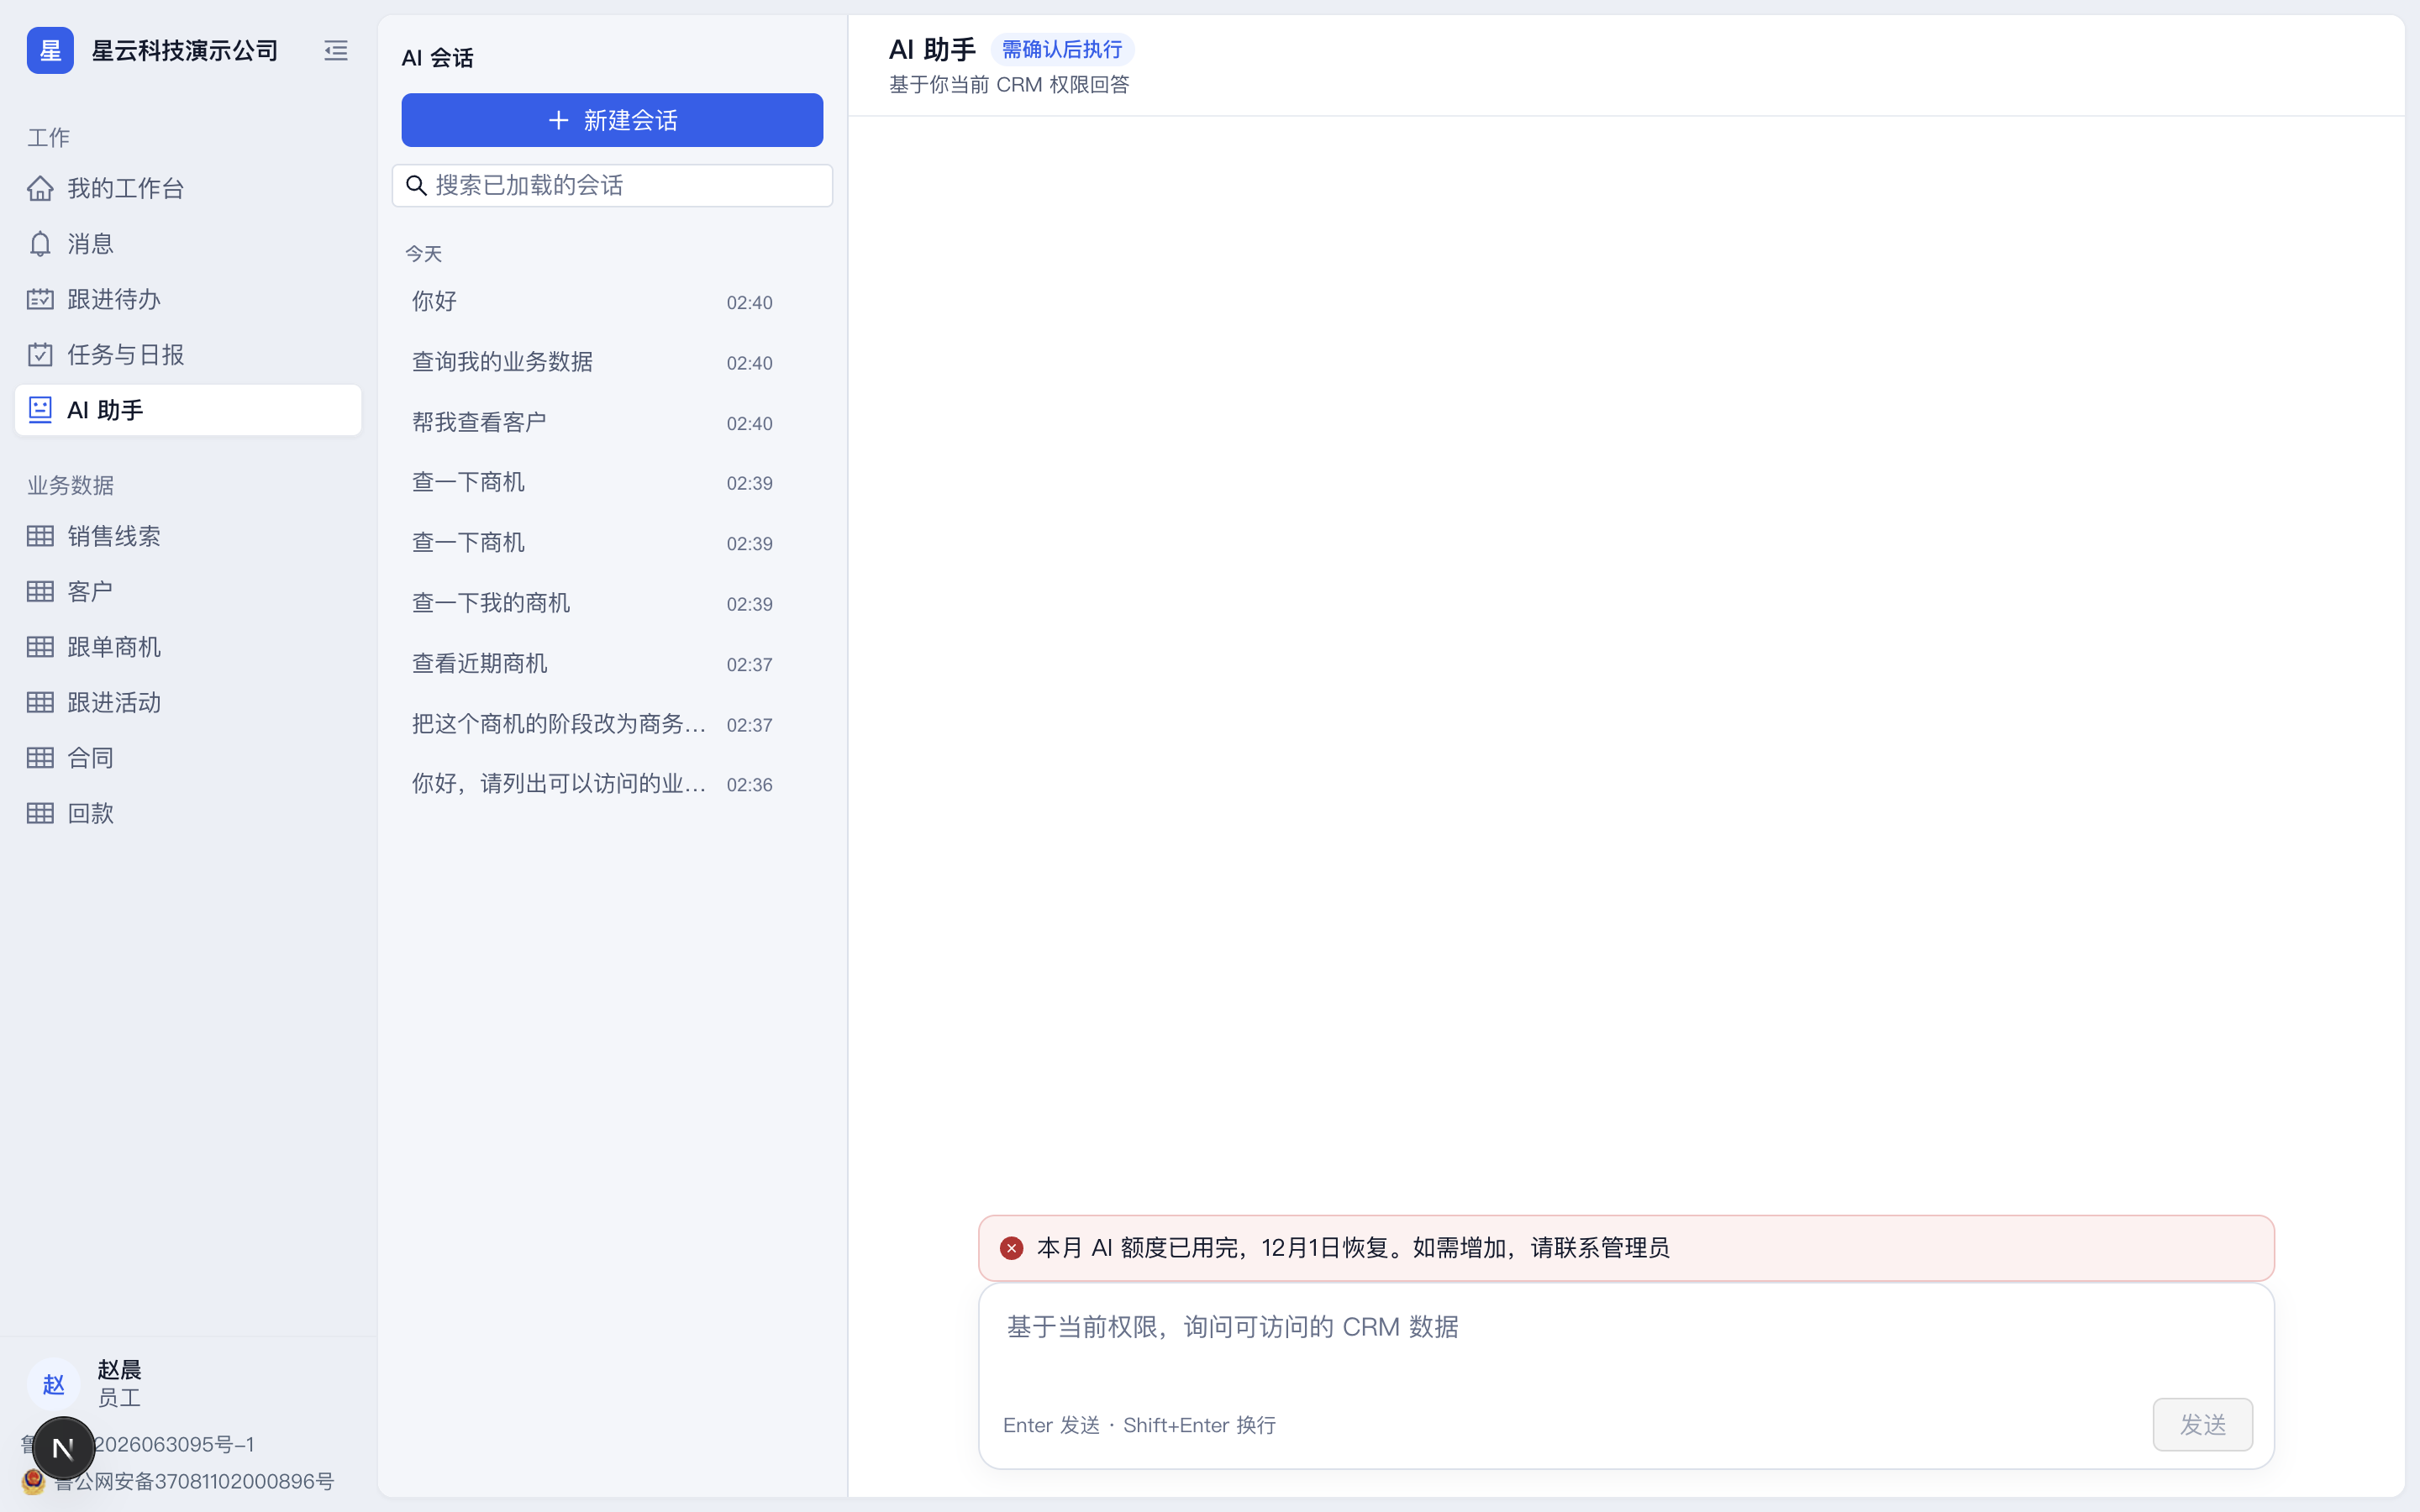 星 星云科技演示公司
工作
我的工作台
消息
跟进待办
任务与日报
AI 助手
业务数据
销售线索
客户
跟单商机
跟进活动
合同
回款
赵
赵晨
员工
2026063095号-1
N
鲁公网安备37081102000896号
AI 会话
新建会话
搜索已加载的会话
今天
你好 02:40
查询我的业务数据 02:40
帮我查看客户 02:40
查一下商机 02:39
查一下商机 02:39
查一下我的商机 02:39
查看近期商机 02:37
把这个商机的阶段改为商务... 02:37
你好，请列出可以访问的业... 02:36
AI 助手 需确认后执行
基于你当前 CRM 权限回答
本月 AI 额度已用完，12月1日恢复。如需增加，请联系管理员
基于当前权限，询问可访问的 CRM 数据
Enter 发送 · Shift+Enter 换行
发送